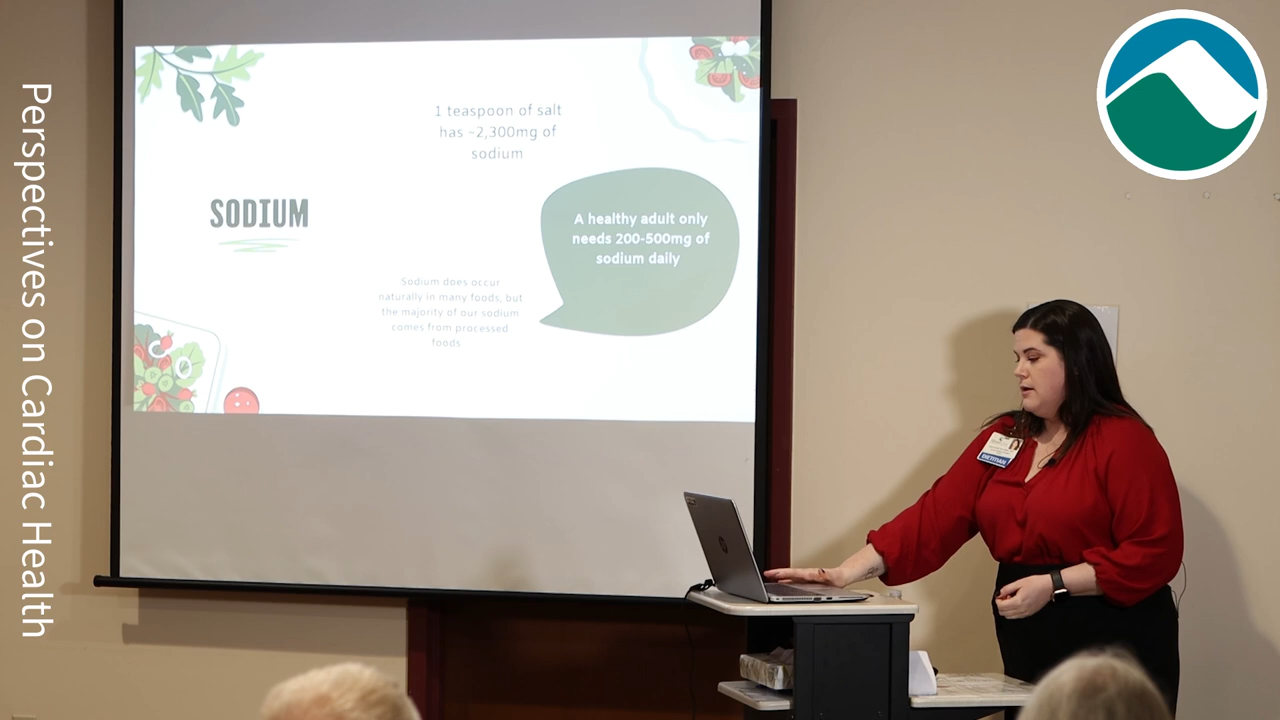 Perspectives on Cardiac Health
SODIUM
1 teaspoon of salt
has ~2,300mg of
sodium
A healthy adult only
needs 200-500mg of
sodium daily
Sodium does occur
naturally in many foods, but
the majority of our sodium
comes from processed
foods
DIETITIAN